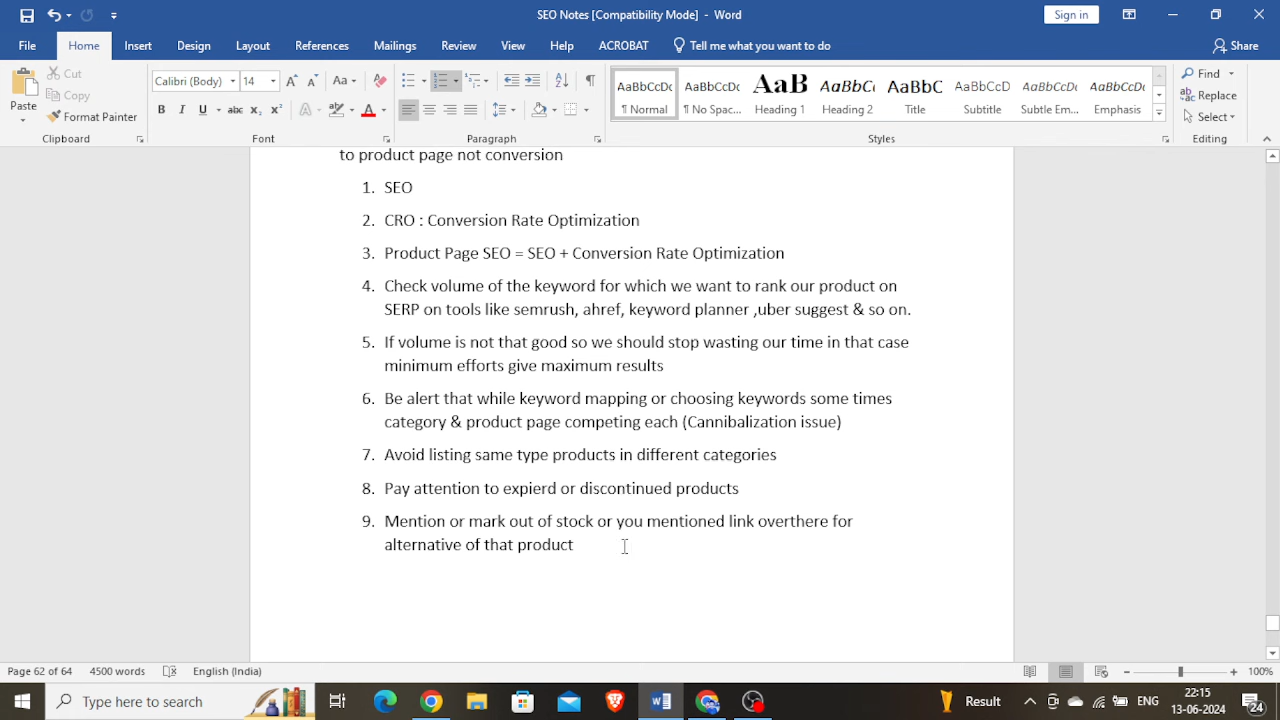 SEO Notes [Compatibility Mode] - Word
Sign in
File Home Insert Design Layout References Mailings Review View Help ACROBAT Tell me what you want to do Share
Paste
Cut
Copy
Format Painter
Clipboard
Calibri (Body) 14
Font
Paragraph
AaBbCcDc AaBbCcDc AaB AaBbC AaBbC AaBbCcD AaBbCcDc AaBbCcDc
¶ Normal ¶ No Spac... Heading 1 Heading 2 Title Subtitle Subtle Em... Emphasis
Styles
Find
Replace
Select
Editing
to product page not conversion
1. SEO
2. CRO : Conversion Rate Optimization
3. Product Page SEO = SEO + Conversion Rate Optimization
4. Check volume of the keyword for which we want to rank our product on
SERP on tools like semrush, ahref, keyword planner ,uber suggest & so on.
5. If volume is not that good so we should stop wasting our time in that case
minimum efforts give maximum results
6. Be alert that while keyword mapping or choosing keywords some times
category & product page competing each (Cannibalization issue)
7. Avoid listing same type products in different categories
8. Pay attention to expierd or discontinued products
9. Mention or mark out of stock or you mentioned link overthere for
alternative of that product
Page 62 of 64 4500 words English (India) 100%
Type here to search
Result
ENG
22:15
13-06-2024
24